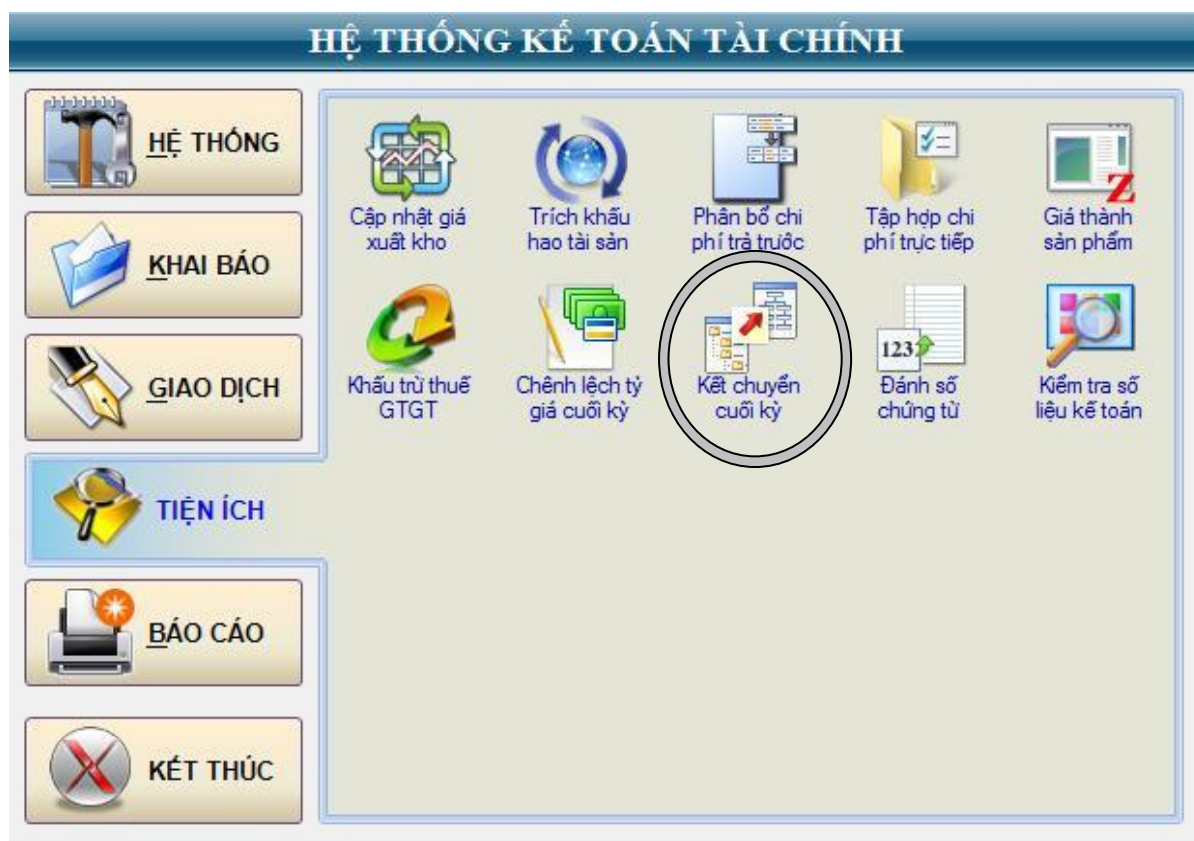 HỆ THỐNG KẾ TOÁN TÀI CHÍNH
HỆ THỐNG
KHAI BÁO
GIAO DỊCH
TIỆN ÍCH
BÁO CÁO
KẾT THÚC
Cập nhật giá
xuất kho
Trích khấu
hao tài sản
Phân bổ chi
phí trả trước
Tập hợp chi
phí trực tiếp
Z
Giá thành
sản phẩm
Khấu trừ thuế
GTGT
Chênh lệch tỷ
giá cuối kỳ
Kết chuyển
cuối kỳ
123
Đánh số
chứng từ
Kiểm tra số
liệu kế toán